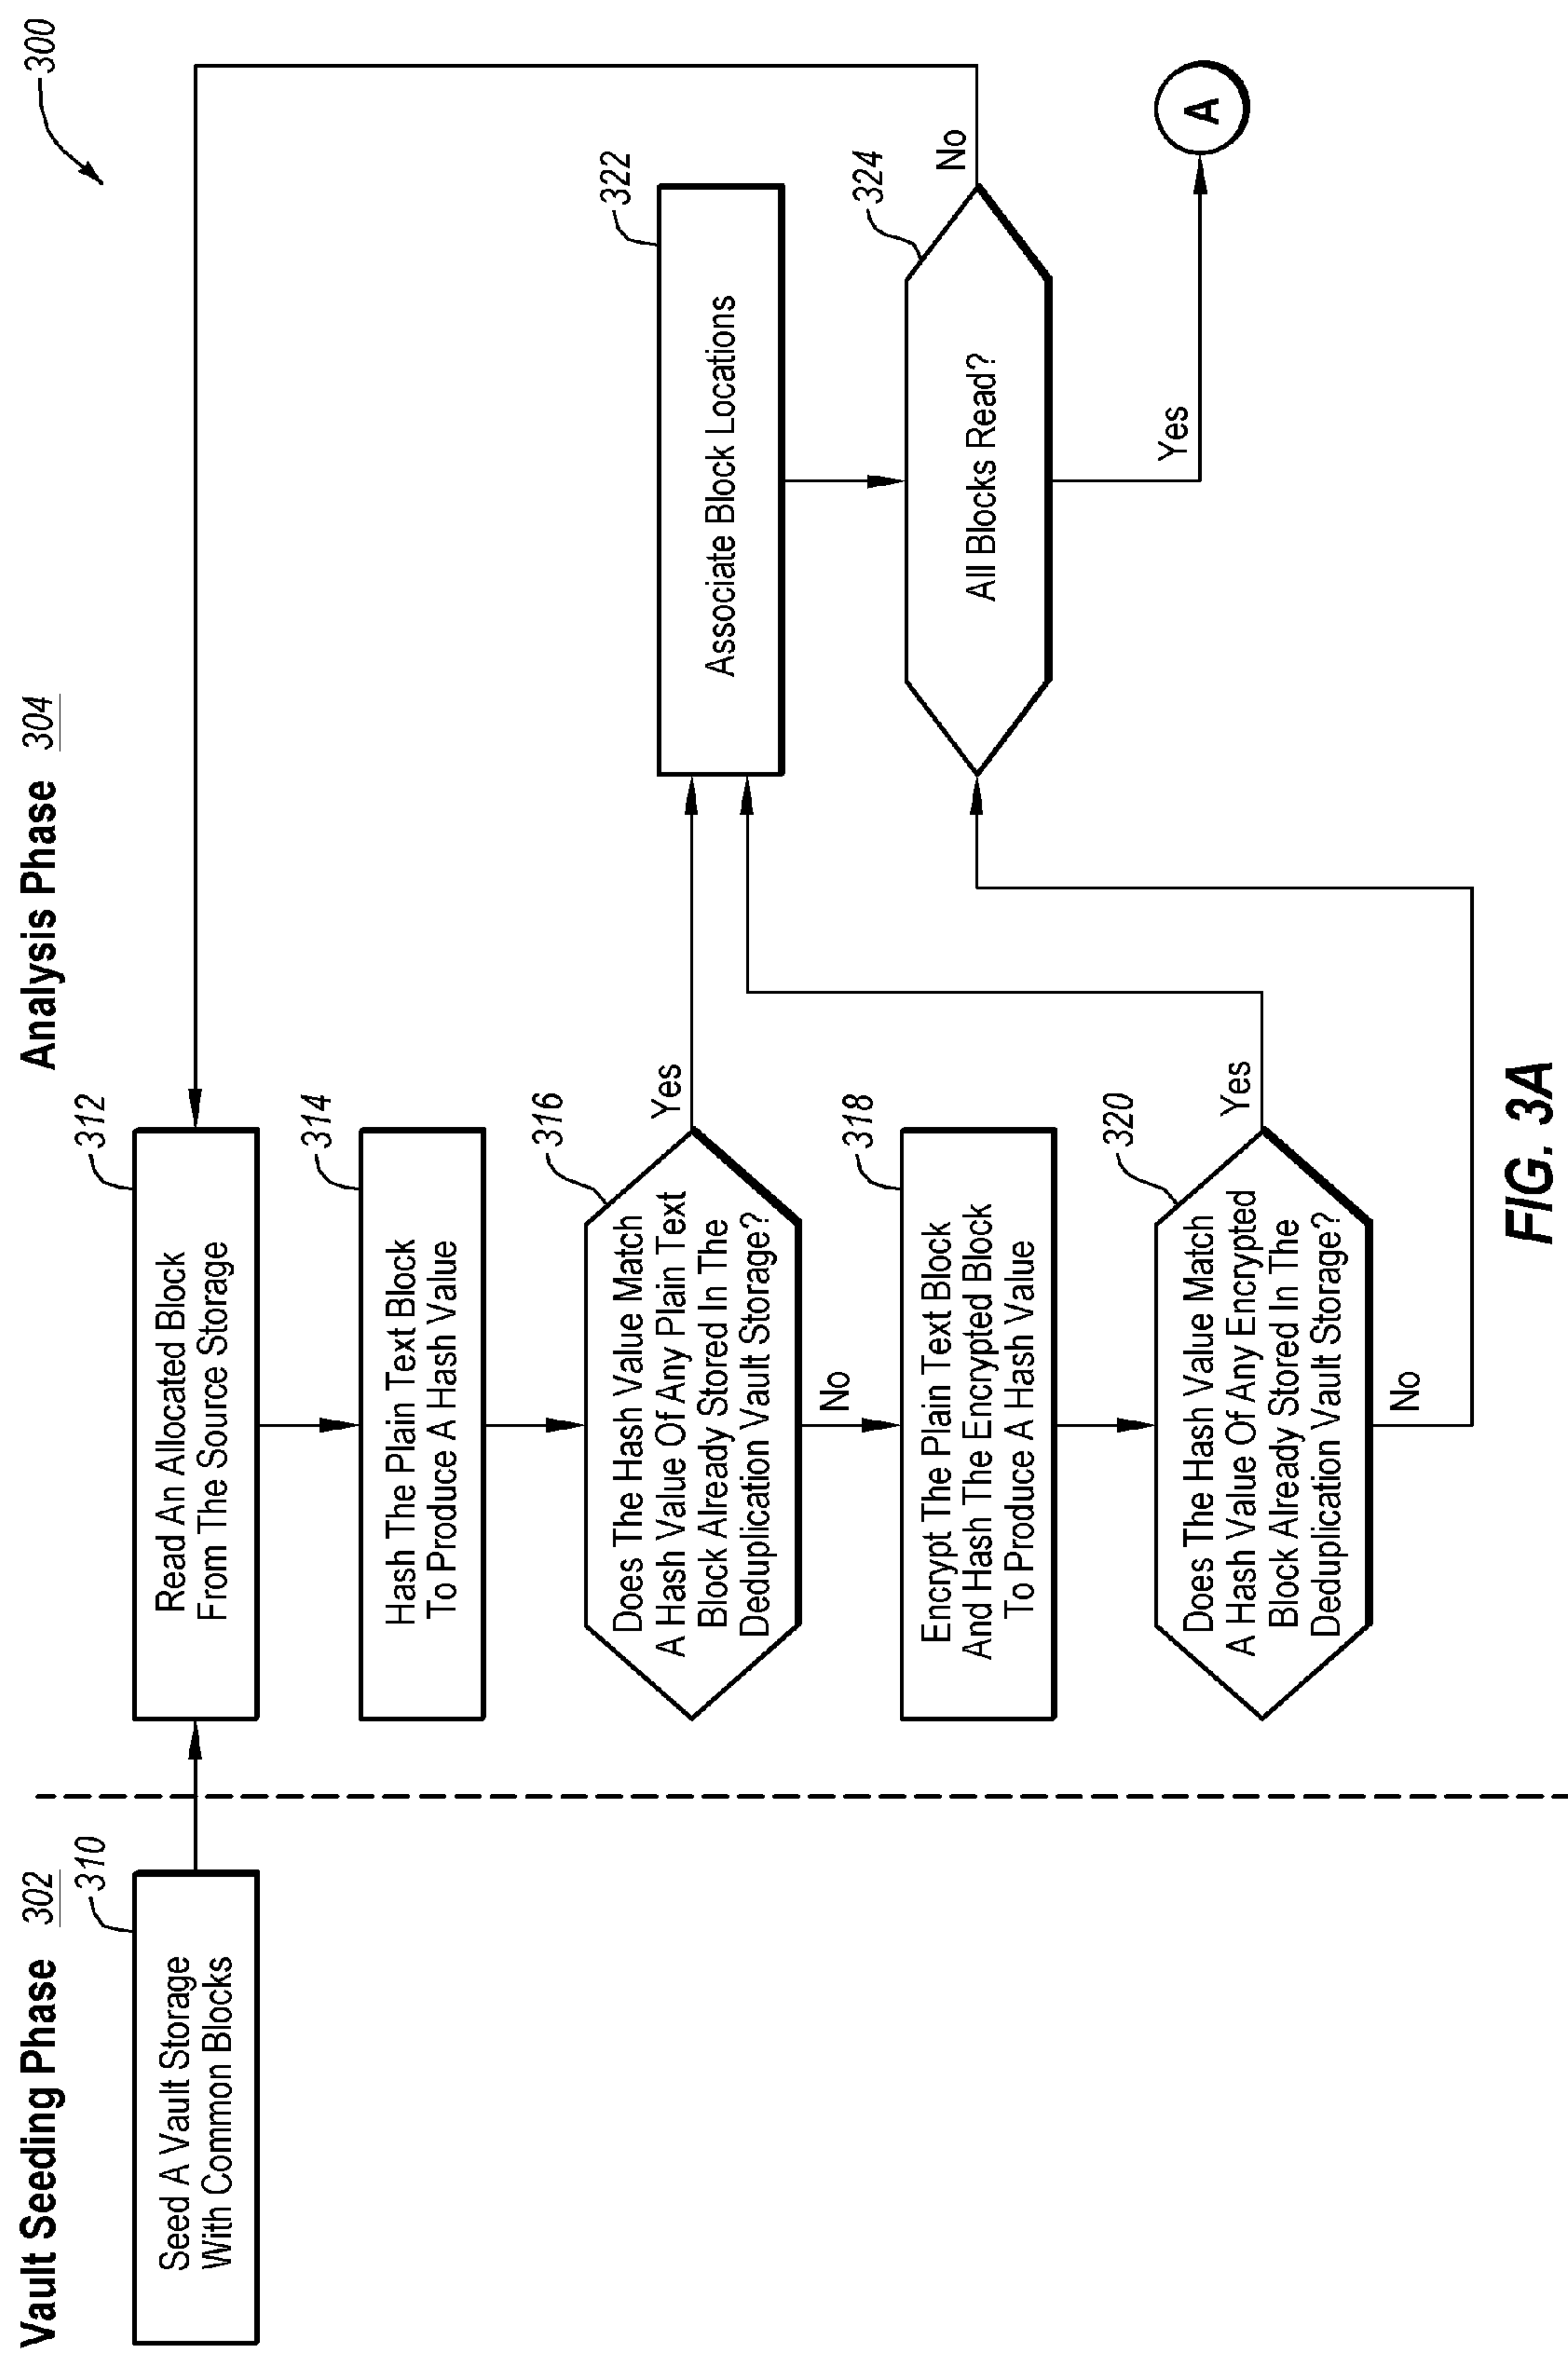 300
Vault Seeding Phase 302
Analysis Phase 304
310
Seed A Vault Storage
With Common Blocks
312
Read An Allocated Block
From The Source Storage
314
Hash The Plain Text Block
To Produce A Hash Value
316
Does The Hash Value Match
A Hash Value Of Any Plain Text
Block Already Stored In The
Deduplication Vault Storage?
Yes
No
318
Encrypt The Plain Text Block
And Hash The Encrypted Block
To Produce A Hash Value
320
Does The Hash Value Match
A Hash Value Of Any Encrypted
Block Already Stored In The
Deduplication Vault Storage?
Yes
No
322
Associate Block Locations
324
All Blocks Read?
No
Yes
A
FIG. 3A